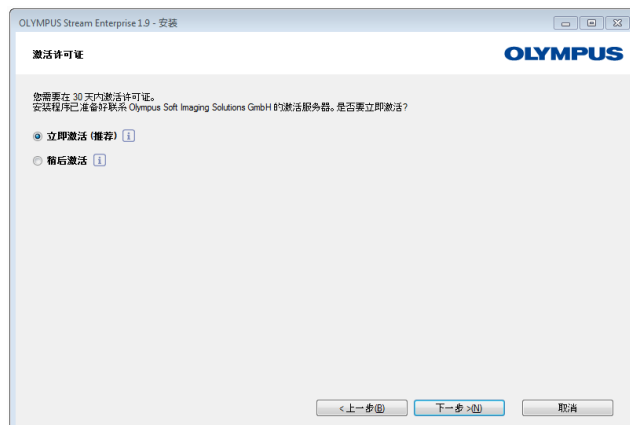 OLYMPUS Stream Enterprise 1.9 - 安装
激活许可证
OLYMPUS
您需要在 30 天内激活许可证。
安装程序已准备好联系 Olympus Soft Imaging Solutions GmbH 的激活服务器。是否要立即激活?
立即激活 (推荐)
稍后激活
<上一步(B)
下一步 >(N)
取消